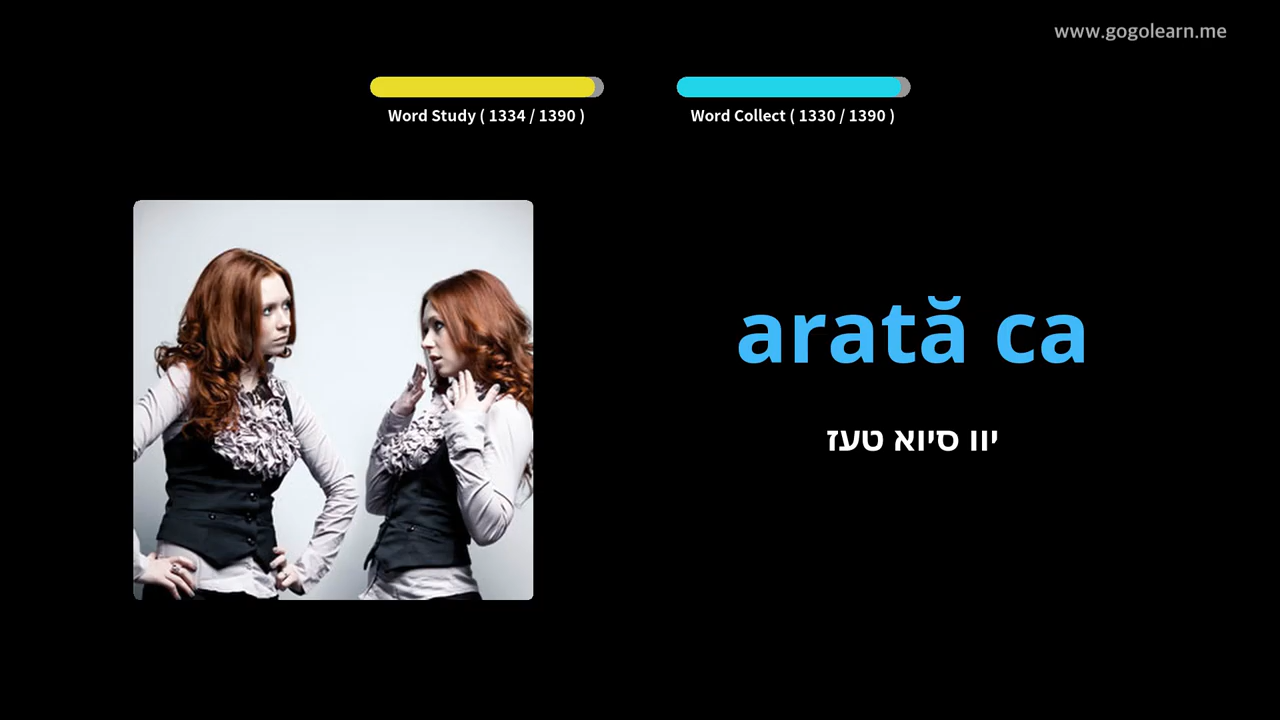 www.gogolearn.me
Word Study ( 1334 / 1390 )
Word Collect ( 1330 / 1390 )
arată ca
יוו סיוא טעז